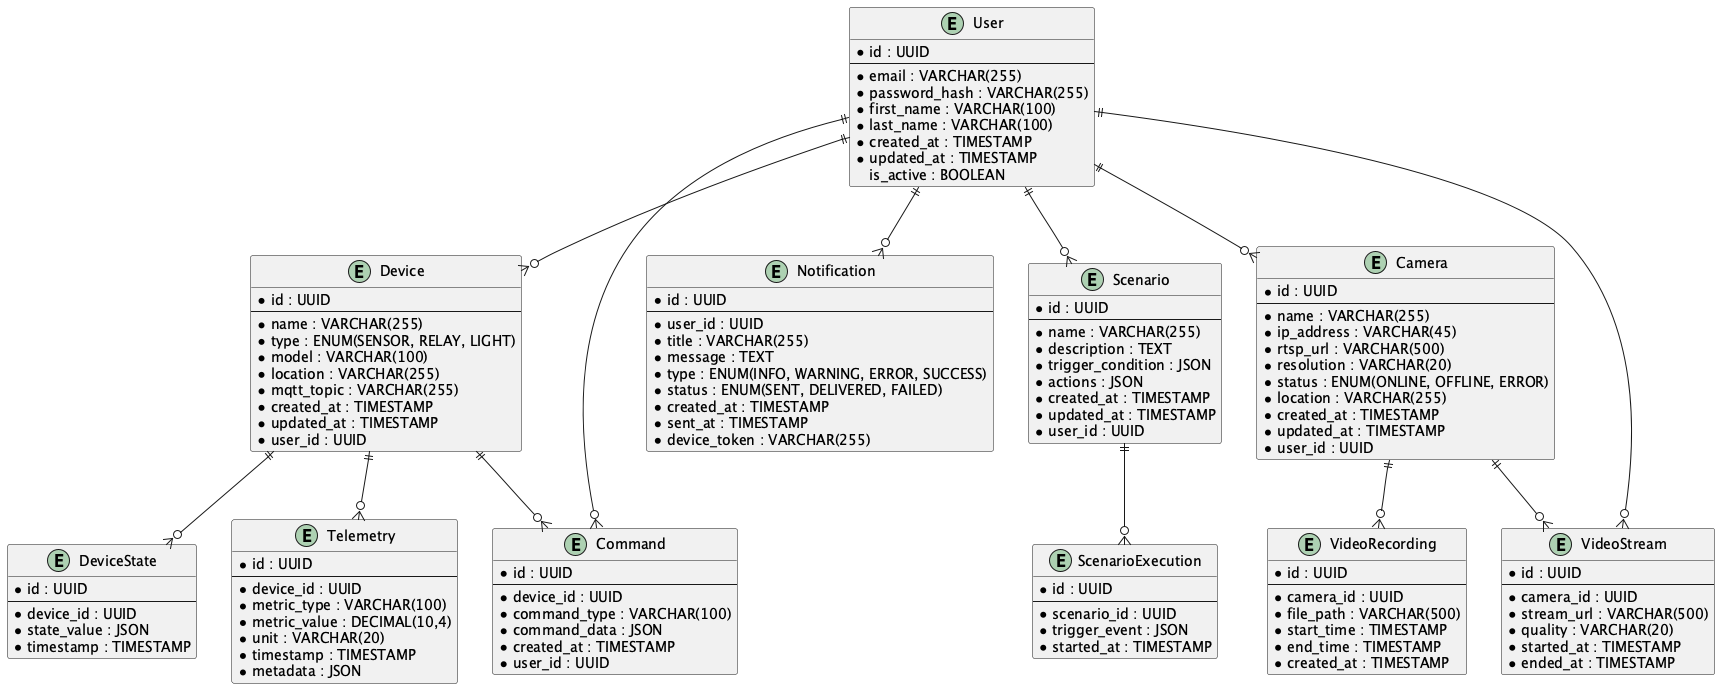 E User
* id : UUID
* email : VARCHAR(255)
* password_hash : VARCHAR(255)
* first_name : VARCHAR(100)
* last_name : VARCHAR(100)
* created_at : TIMESTAMP
* updated_at : TIMESTAMP
is_active : BOOLEAN
E Device
* id : UUID
* name : VARCHAR(255)
* type : ENUM(SENSOR, RELAY, LIGHT)
* model : VARCHAR(100)
* location : VARCHAR(255)
* mqtt_topic : VARCHAR(255)
* created_at : TIMESTAMP
* updated_at : TIMESTAMP
* user_id : UUID
E Notification
* id : UUID
* user_id : UUID
* title : VARCHAR(255)
* message : TEXT
* type : ENUM(INFO, WARNING, ERROR, SUCCESS)
* status : ENUM(SENT, DELIVERED, FAILED)
* created_at : TIMESTAMP
* sent_at : TIMESTAMP
* device_token : VARCHAR(255)
E Scenario
* id : UUID
* name : VARCHAR(255)
* description : TEXT
* trigger_condition : JSON
* actions : JSON
* created_at : TIMESTAMP
* updated_at : TIMESTAMP
* user_id : UUID
E Camera
* id : UUID
* name : VARCHAR(255)
* ip_address : VARCHAR(45)
* rtsp_url : VARCHAR(500)
* resolution : VARCHAR(20)
* status : ENUM(ONLINE, OFFLINE, ERROR)
* location : VARCHAR(255)
* created_at : TIMESTAMP
* updated_at : TIMESTAMP
* user_id : UUID
E DeviceState
* id : UUID
* device_id : UUID
* state_value : JSON
* timestamp : TIMESTAMP
E Telemetry
* id : UUID
* device_id : UUID
* metric_type : VARCHAR(100)
* metric_value : DECIMAL(10,4)
* unit : VARCHAR(20)
* timestamp : TIMESTAMP
* metadata : JSON
E Command
* id : UUID
* device_id : UUID
* command_type : VARCHAR(100)
* command_data : JSON
* created_at : TIMESTAMP
* user_id : UUID
E ScenarioExecution
* id : UUID
* scenario_id : UUID
* trigger_event : JSON
* started_at : TIMESTAMP
E VideoRecording
* id : UUID
* camera_id : UUID
* file_path : VARCHAR(500)
* start_time : TIMESTAMP
* end_time : TIMESTAMP
* created_at : TIMESTAMP
E VideoStream
* id : UUID
* camera_id : UUID
* stream_url : VARCHAR(500)
* quality : VARCHAR(20)
* started_at : TIMESTAMP
* ended_at : TIMESTAMP